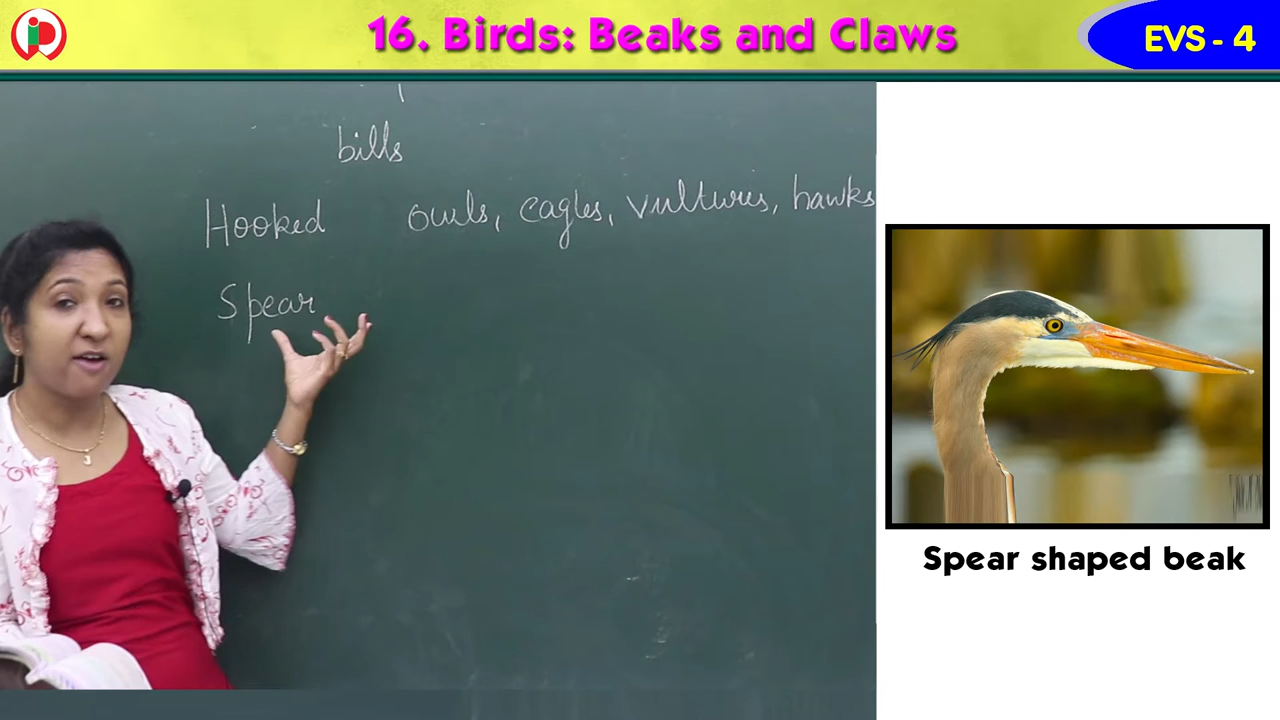 16. Birds: Beaks and Claws
EVS - 4
bills
Hooked owls, eagles, vultures, hawks
Spear
Spear shaped beak